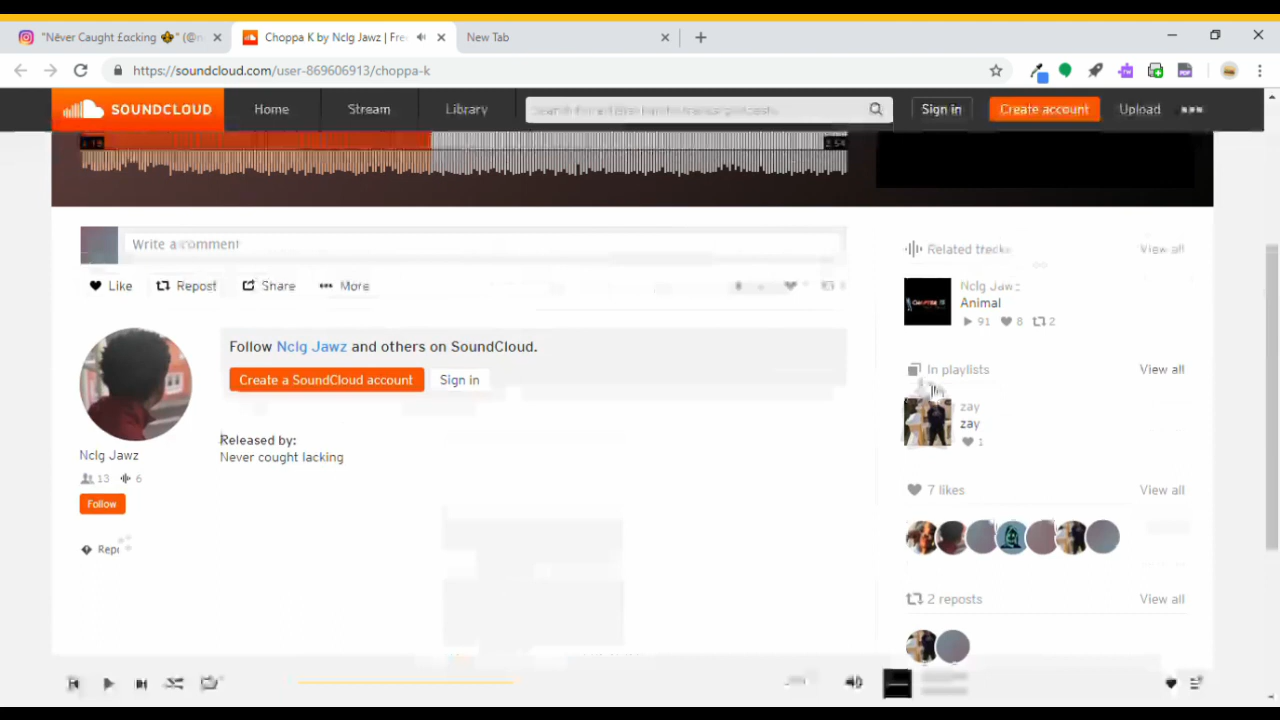 "Nêver Caught £acking ⚜ (@n
Choppa K by Nclg Jawz | Fre
New Tab
https://soundcloud.com/user-869606913/choppa-k
SOUNDCLOUD
Home
Stream
Library
Sign in
Create account
Upload
2:54
Write a comment
Like
Repost
Share
More
Follow Nclg Jawz and others on SoundCloud.
Create a SoundCloud account
Sign in
Nclg Jawz
13
6
Follow
Released by:
Never cought lacking
Related tracks
View all
Nclg Jawz
Animal
91
8
2
In playlists
View all
zay
zay
1
7 likes
View all
2 reposts
View all